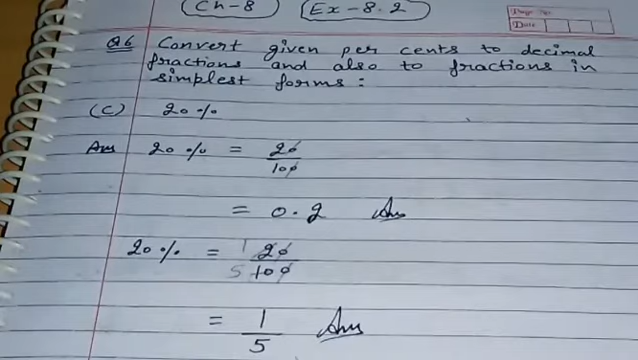 Ch-8 Ex-8.2
Page No.
Date
Q6 Convert given per cents to decimal
fractions and also to fractions in
simplest forms:
(C) 20%
Ans 20% = 20/100
= 0.2 Ans
20% = 1 20/5 100
= 1/5 Ans